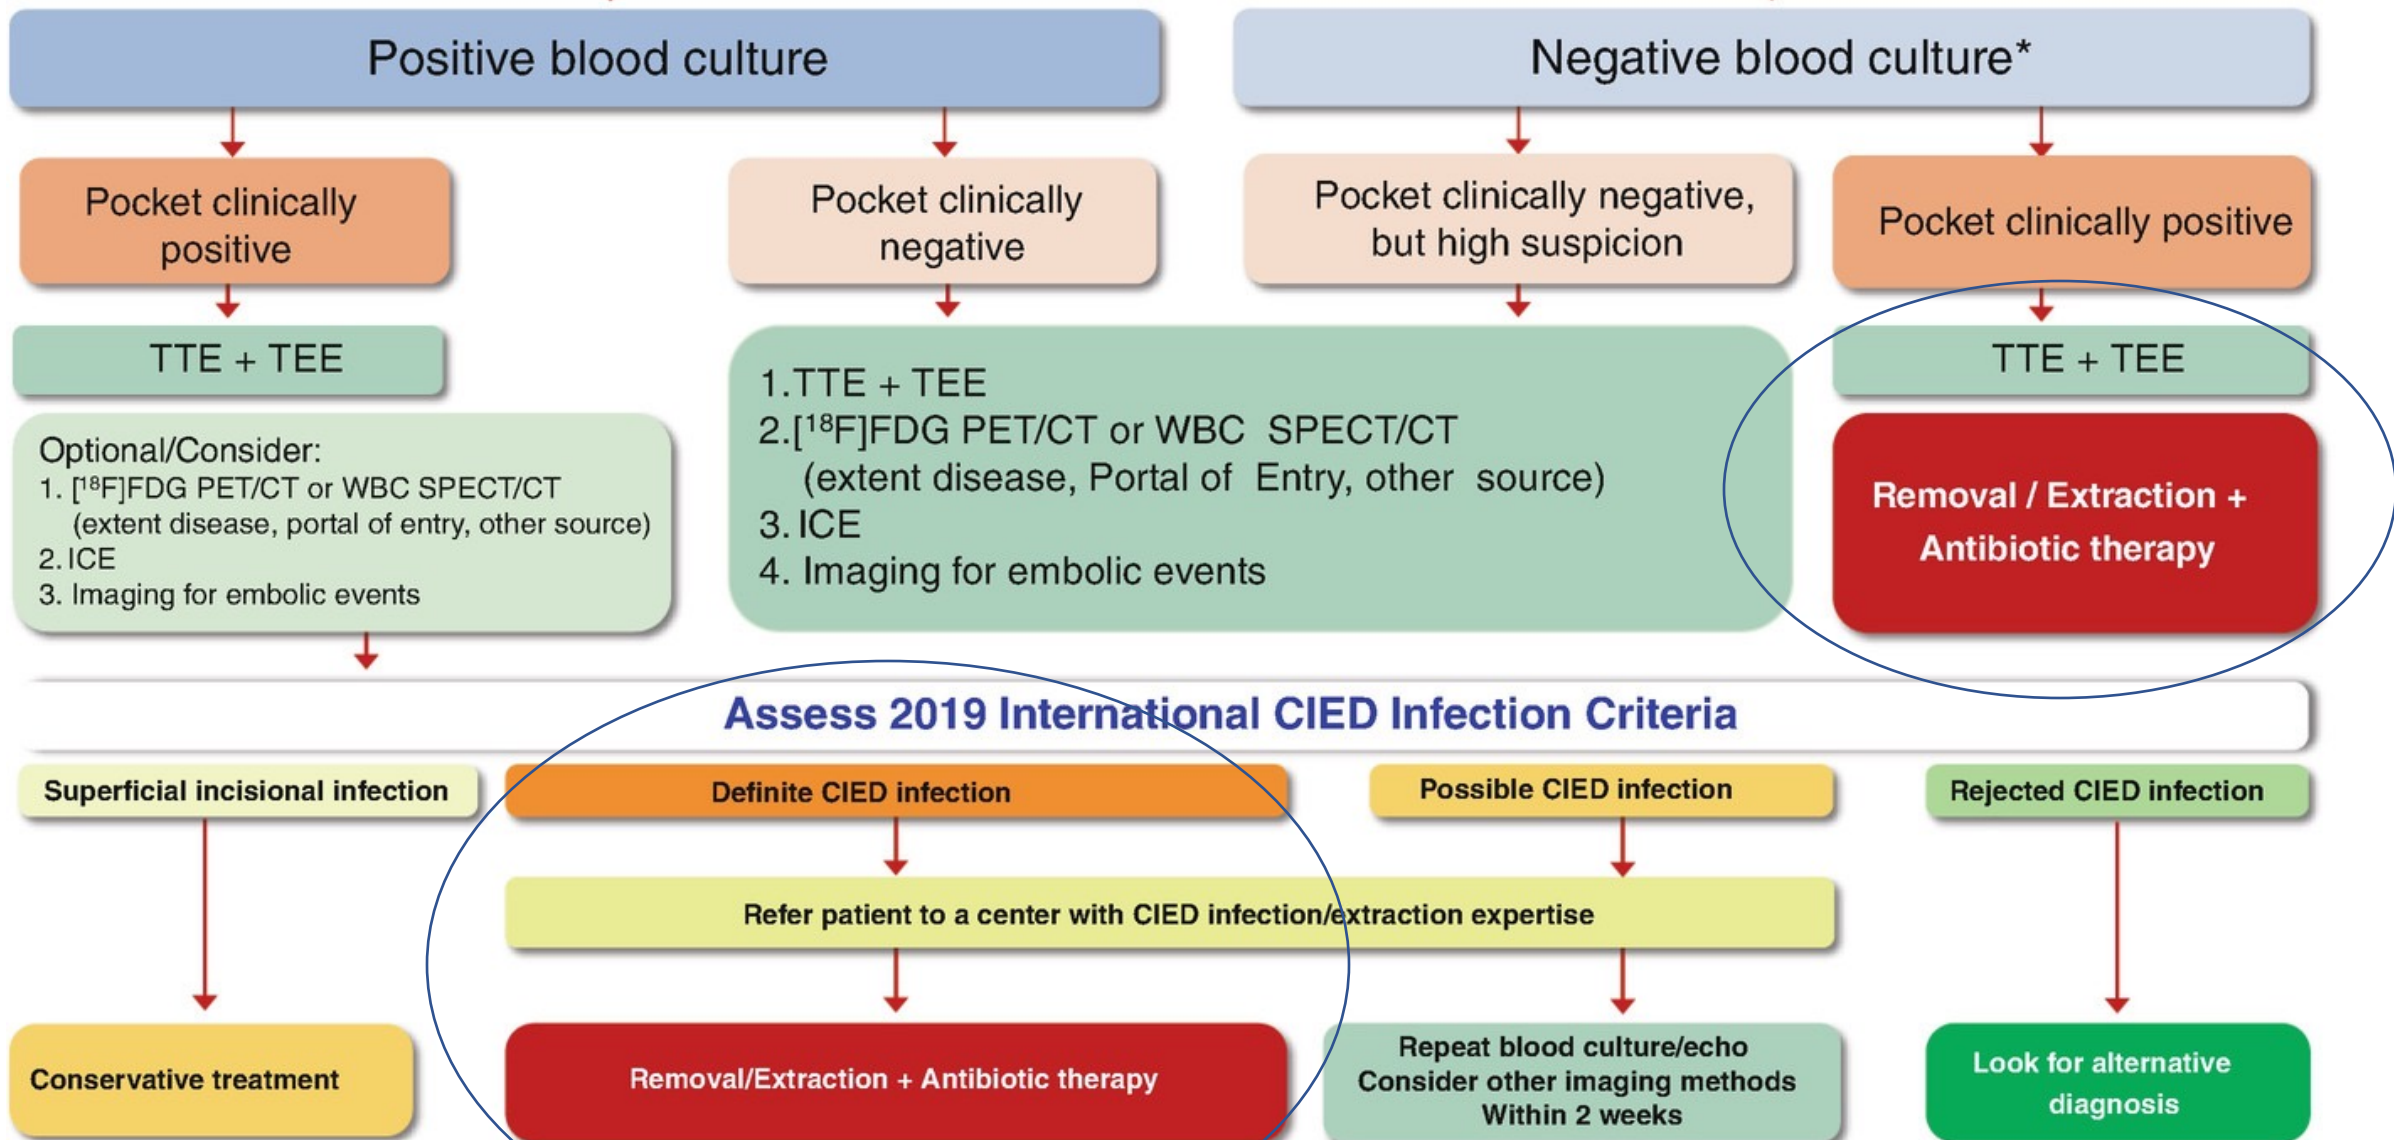 Positive blood culture
Negative blood culture*
Pocket clinically
positive
Pocket clinically
negative
Pocket clinically negative,
but high suspicion
Pocket clinically positive
TTE + TEE
Optional/Consider:
1. [¹⁸F]FDG PET/CT or WBC SPECT/CT
(extent disease, portal of entry, other source)
2. ICE
3. Imaging for embolic events
1. TTE + TEE
2. [¹⁸F]FDG PET/CT or WBC SPECT/CT
(extent disease, Portal of Entry, other source)
3. ICE
4. Imaging for embolic events
TTE + TEE
Removal / Extraction +
Antibiotic therapy
Assess 2019 International CIED Infection Criteria
Superficial incisional infection
Definite CIED infection
Possible CIED infection
Rejected CIED infection
Refer patient to a center with CIED infection/extraction expertise
Conservative treatment
Removal/Extraction + Antibiotic therapy
Repeat blood culture/echo
Consider other imaging methods
Within 2 weeks
Look for alternative
diagnosis